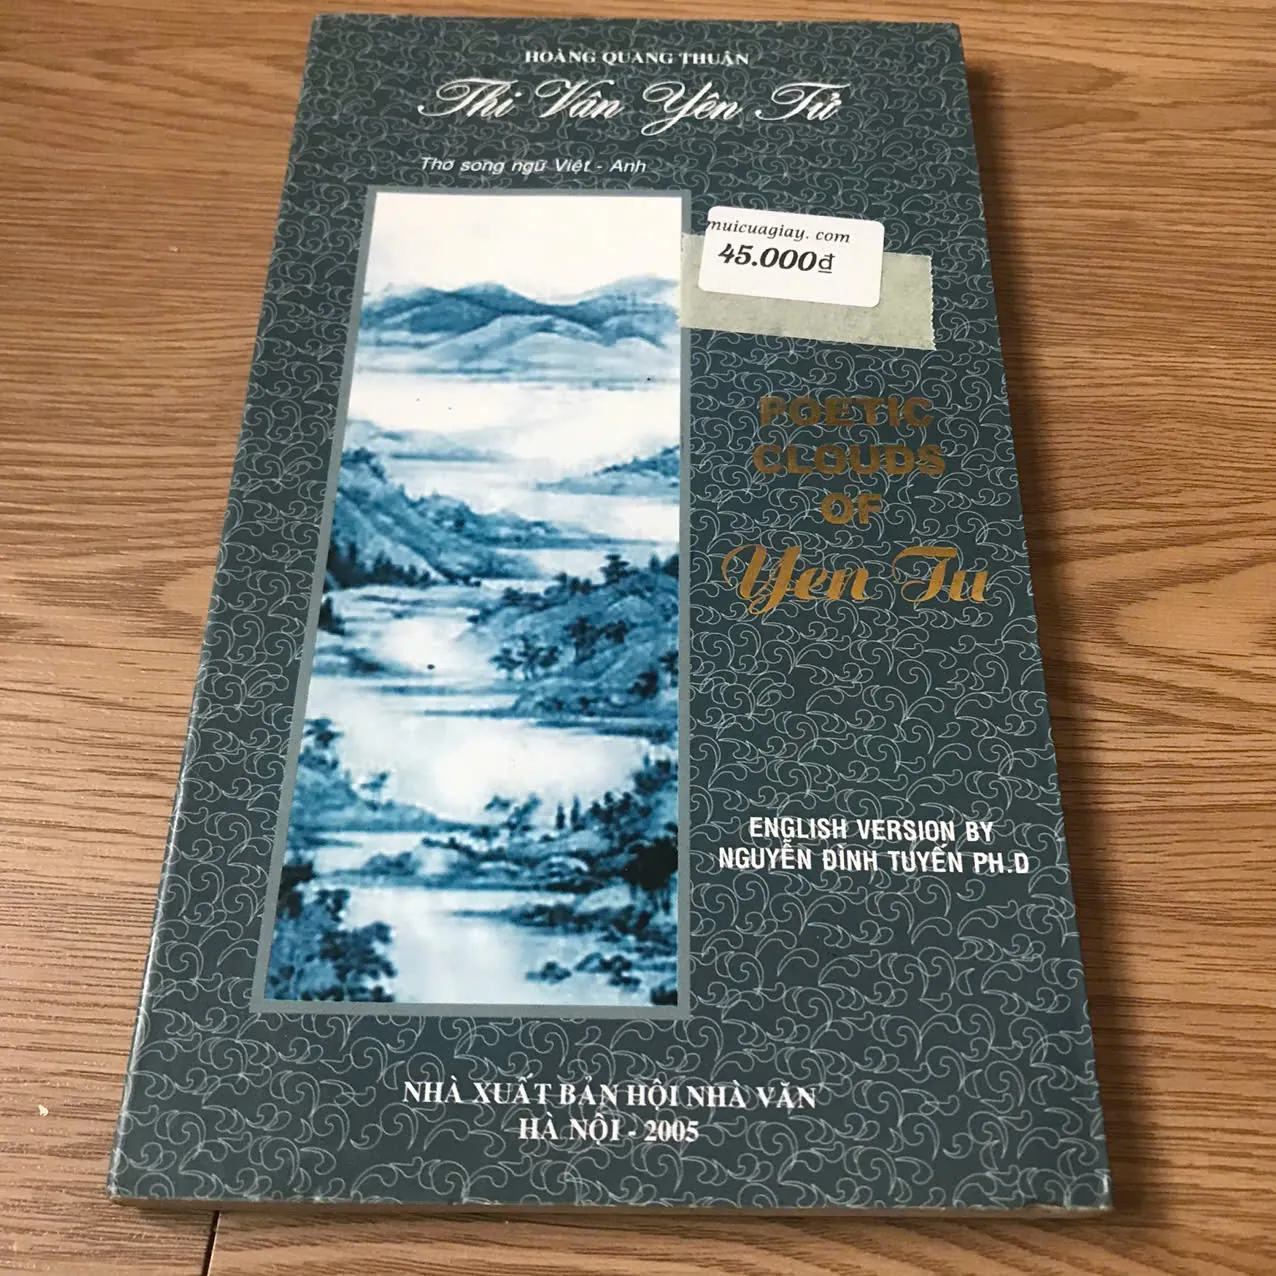 HOÀNG QUANG THUẬN
Thi Vân Yên Tử
Thơ song ngữ Việt - Anh
muicuagiay. com
45.000đ
POETIC
CLOUDS
OF
Yen Tu
ENGLISH VERSION BY
NGUYỄN ĐÌNH TUYẾN PH.D
NHÀ XUẤT BẢN HỘI NHÀ VĂN
HÀ NỘI - 2005